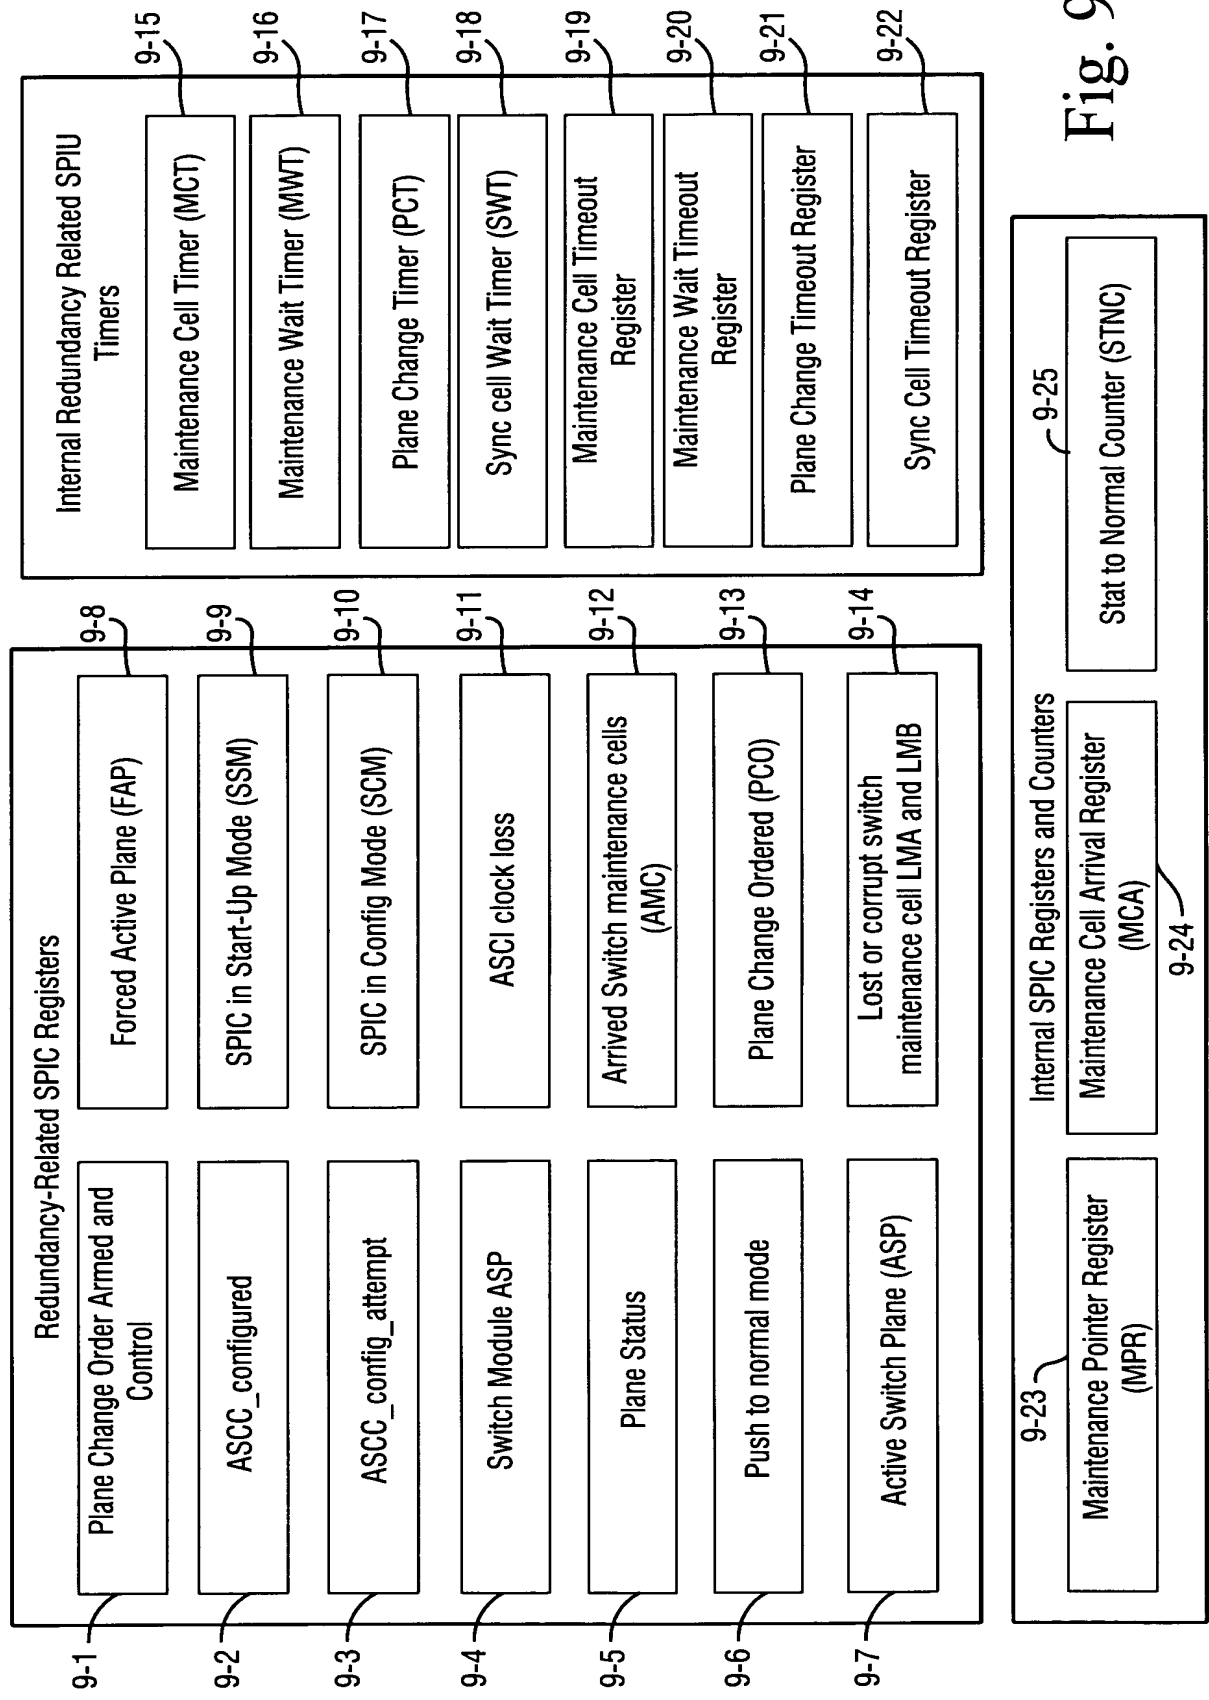 Redundancy-Related SPIC Registers
9-1
Plane Change Order Armed and
Control
9-2
ASCC_configured
9-3
ASCC_config_attempt
9-4
Switch Module ASP
9-5
Plane Status
9-6
Push to normal mode
9-7
Active Switch Plane (ASP)
Forced Active Plane (FAP)
9-8
SPIC in Start-Up Mode (SSM)
9-9
SPIC in Config Mode (SCM)
9-10
ASCI clock loss
9-11
Arrived Switch maintenance cells
(AMC)
9-12
Plane Change Ordered (PCO)
9-13
Lost or corrupt switch
maintenance cell LMA and LMB
9-14
Internal Redundancy Related SPIU
Timers
Maintenance Cell Timer (MCT)
9-15
Maintenance Wait Timer (MWT)
9-16
Plane Change Timer (PCT)
9-17
Sync cell Wait Timer (SWT)
9-18
Maintenance Cell Timeout
Register
9-19
Maintenance Wait Timeout
Register
9-20
Plane Change Timeout Register
9-21
Sync Cell Timeout Register
9-22
Internal SPIC Registers and Counters
9-23
Maintenance Pointer Register
(MPR)
Maintenance Cell Arrival Register
(MCA)
9-24
9-25
Stat to Normal Counter (STNC)
Fig. 9